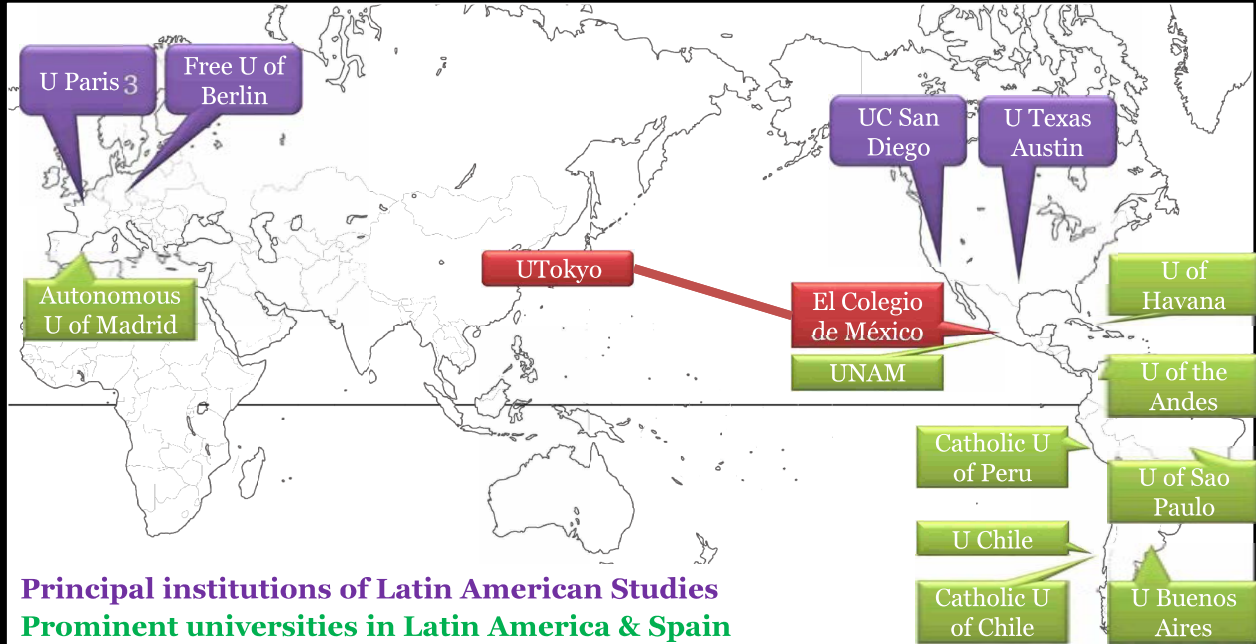 U Paris 3
Free U of
Berlin
UC San
Diego
U Texas
Austin
UTokyo
Autonomous
U of Madrid
El Colegio
de México
UNAM
U of
Havana
U of the
Andes
Catholic U
of Peru
U of Sao
Paulo
U Chile
Catholic U
of Chile
U Buenos
Aires
Principal institutions of Latin American Studies
Prominent universities in Latin America & Spain